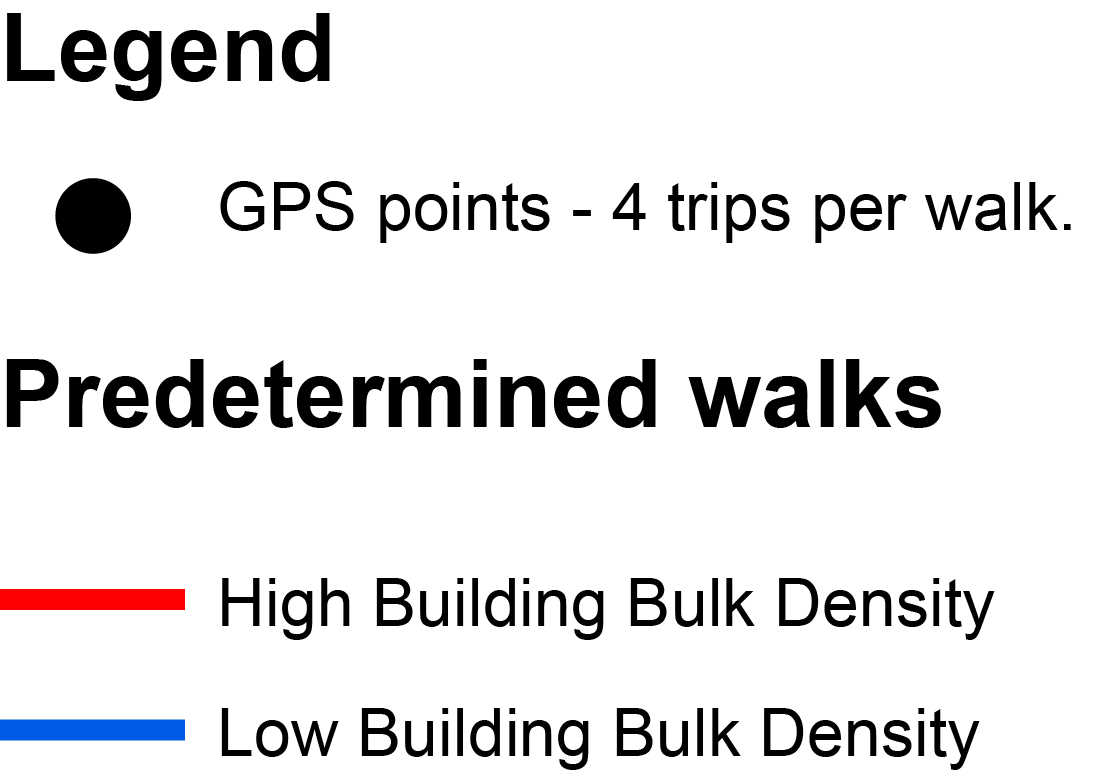 Legend
GPS points - 4 trips per walk.
Predetermined walks
High Building Bulk Density
Low Building Bulk Density